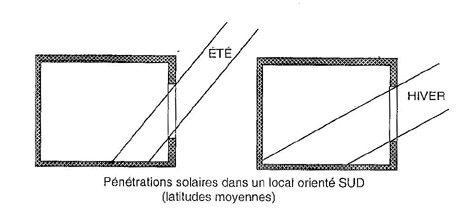 ÉTÉ
HIVER
Pénétrations solaires dans un local orienté SUD
(latitudes moyennes)